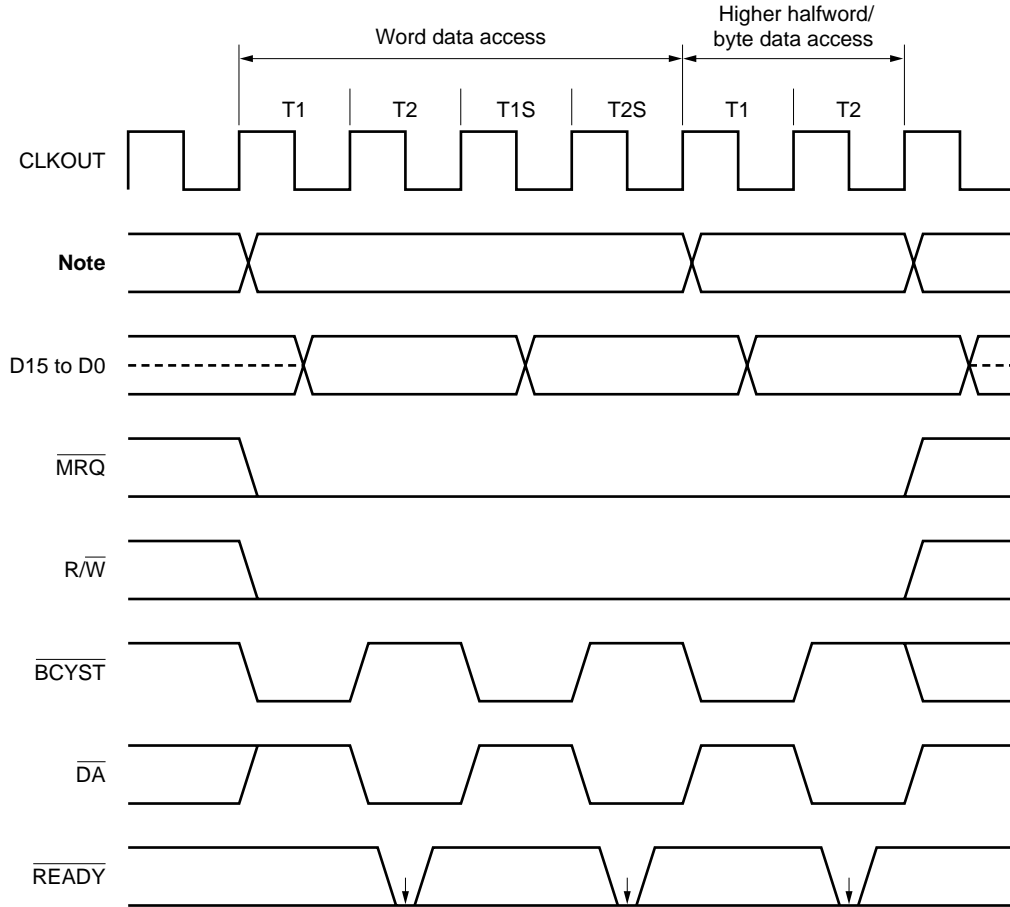 Higher halfword/
Word data access
byte data access
T1 T2 T1S T2S T1 T2
CLKOUT
Note
D15 to D0
MRQ
R/W
BCYST
DA
READY